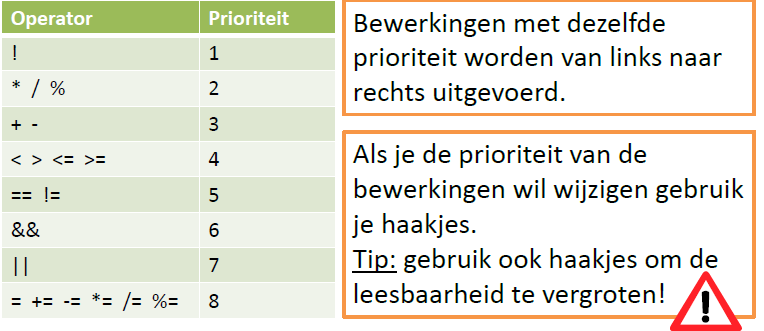 Operator Prioriteit
! 1
* / % 2
+ - 3
< > <= >= 4
== != 5
&& 6
|| 7
= += -= *= /= %= 8
Bewerkingen met dezelfde
prioriteit worden van links naar
rechts uitgevoerd.
Als je de prioriteit van de
bewerkingen wil wijzigen gebruik
je haakjes.
Tip: gebruik ook haakjes om de
leesbaarheid te vergroten!
!